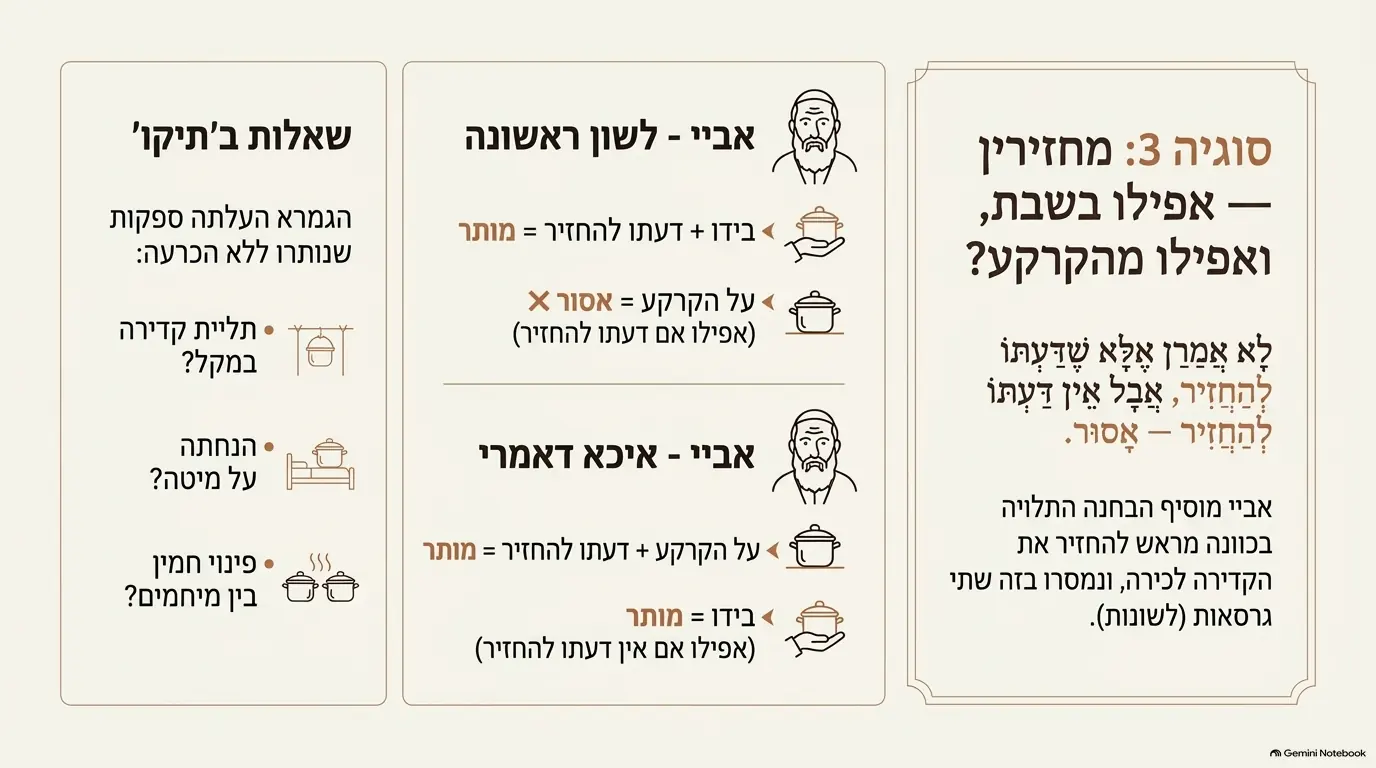 סוגיה 3: מחזירין
— אפילו בשבת,
ואפילו מהקרקע?
לָא אֲמַרַן אֶלָּא שֶׁדַּעְתּוֹ
לְהַחֲזִיר, אֲבָל אֵין דַּעְתּוֹ
לְהַחֲזִיר — אָסוּר.
אביי מוסיף הבחנה התלויה
בכוונה מראש להחזיר את
הקדירה לכירה, ונמסרו בזה שתי
גרסאות (לשונות).
אביי - לשון ראשונה
בידו + דעתו להחזיר = מותר
על הקרקע = אסור ×
(אפילו אם דעתו להחזיר)
אביי - איכא דאמרי
על הקרקע + דעתו להחזיר = מותר
בידו = מותר
(אפילו אם אין דעתו להחזיר)
שאלות ב'תיקו'
הגמרא העלתה ספקות
שנותרו ללא הכרעה:
• תליית קדירה
במקל?
• הנחתה
על מיטה?
• פינוי חמין
בין מיחמים?
Gemini Notebook